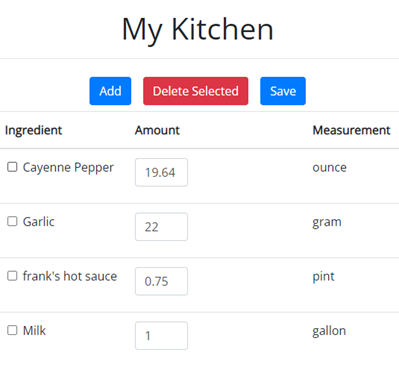 My Kitchen
Add Delete Selected Save
Ingredient Amount Measurement
Cayenne Pepper 19.64 ounce
Garlic 22 gram
frank's hot sauce 0.75 pint
Milk 1 gallon